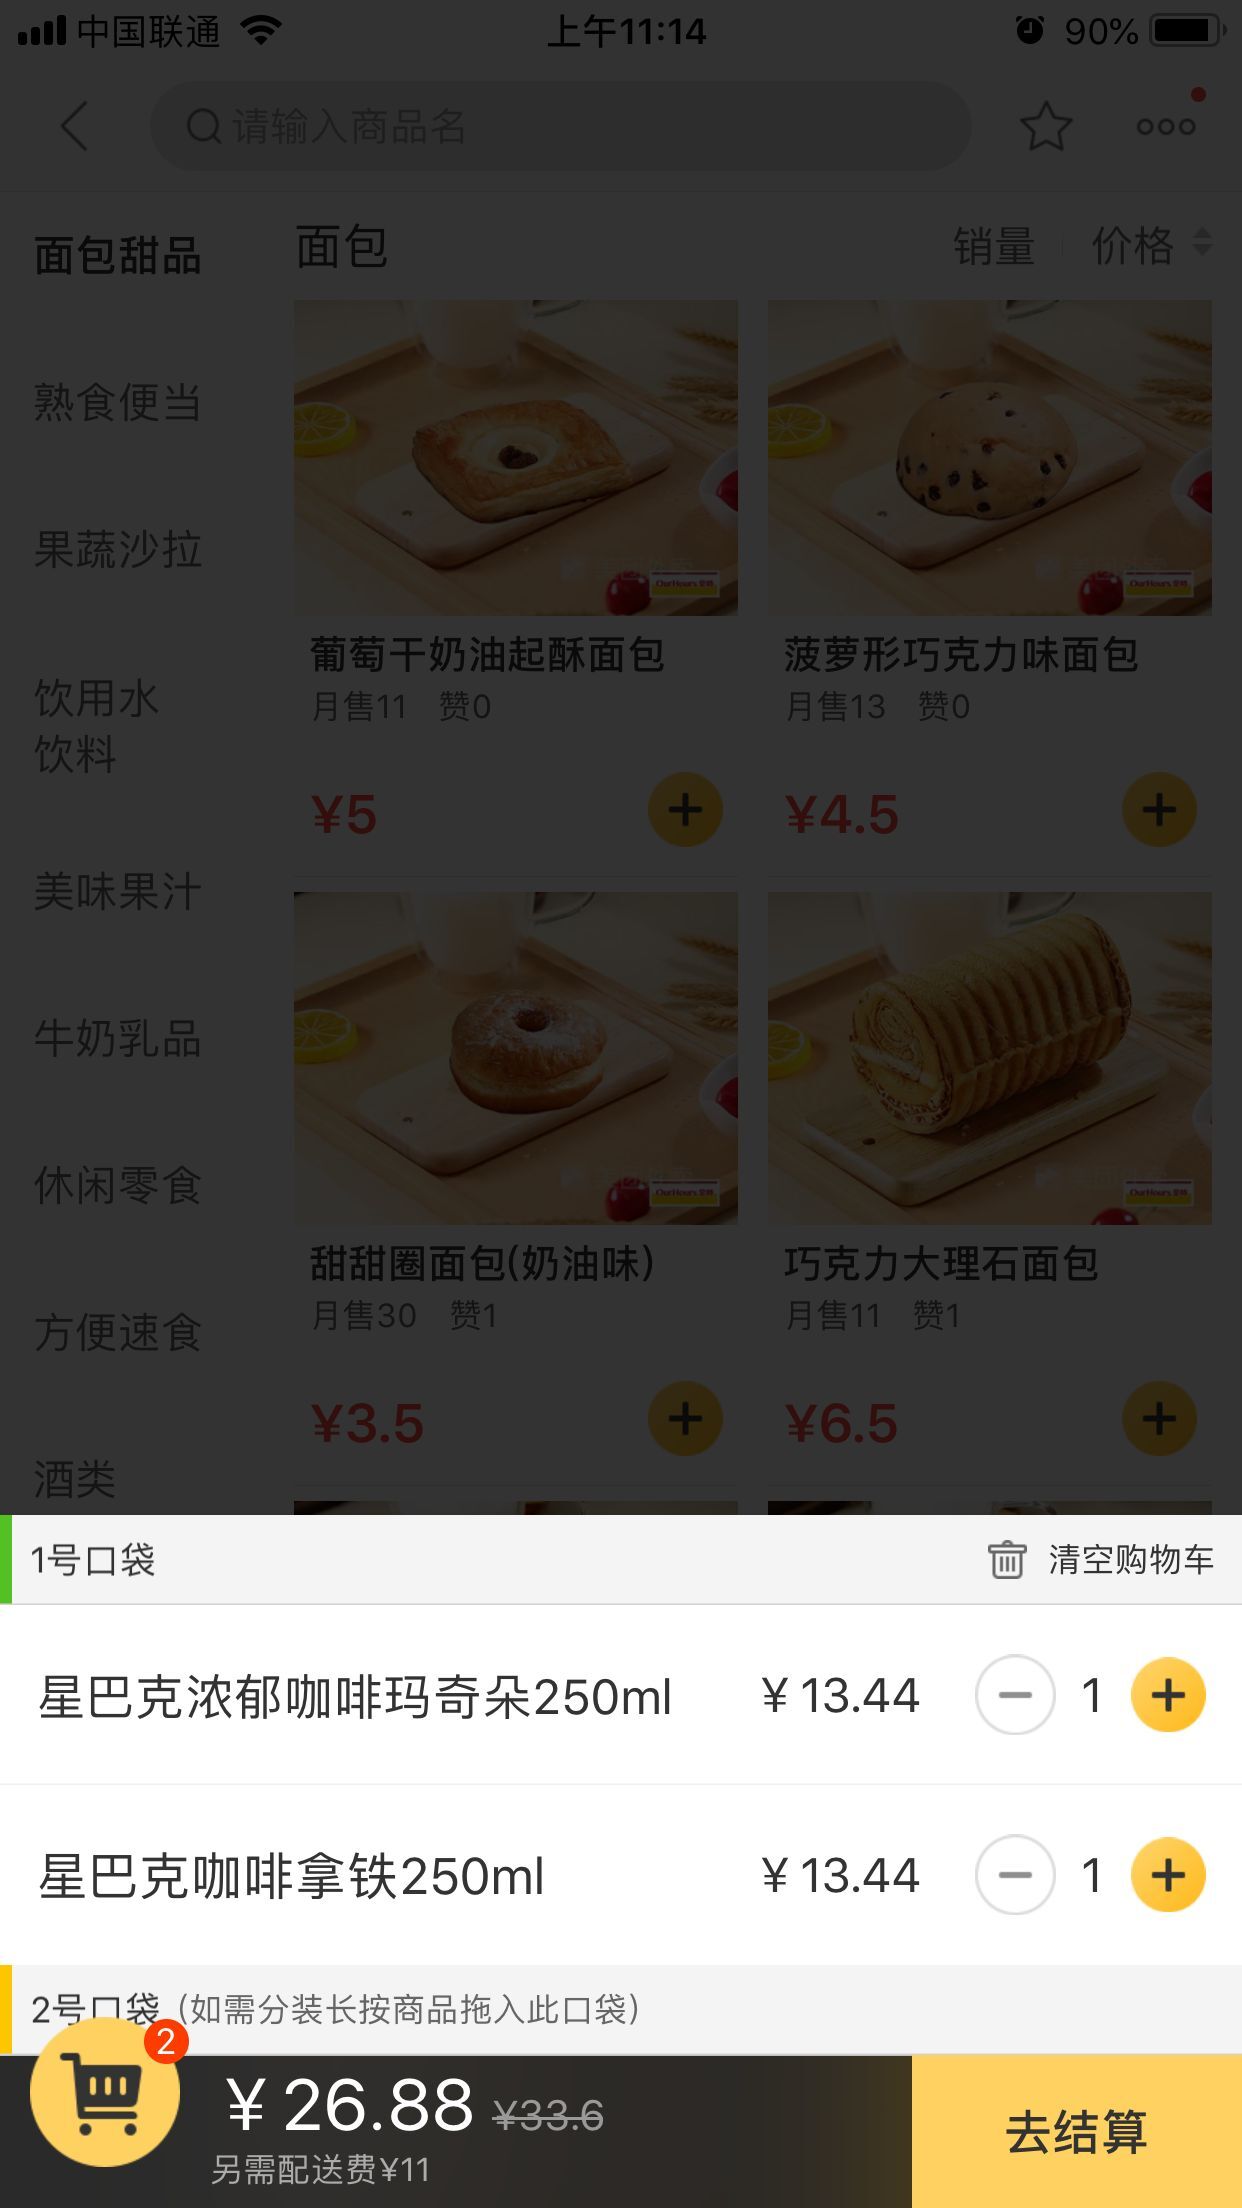 中国联通
上午11:14
90%
请输入商品名
面包甜品
熟食便当
果蔬沙拉
饮用水
饮料
美味果汁
牛奶乳品
休闲零食
方便速食
酒类
面包
销量
价格
葡萄干奶油起酥面包
月售11 赞0
¥5
菠萝形巧克力味面包
月售13 赞0
¥4.5
甜甜圈面包(奶油味)
月售30 赞1
¥3.5
巧克力大理石面包
月售11 赞1
¥6.5
1号口袋
清空购物车
星巴克浓郁咖啡玛奇朵250ml ¥13.44 1
星巴克咖啡拿铁250ml ¥13.44 1
2号口袋 (如需分装长按商品拖入此口袋)
2
¥26.88 ¥33.6
另需配送费¥11
去结算